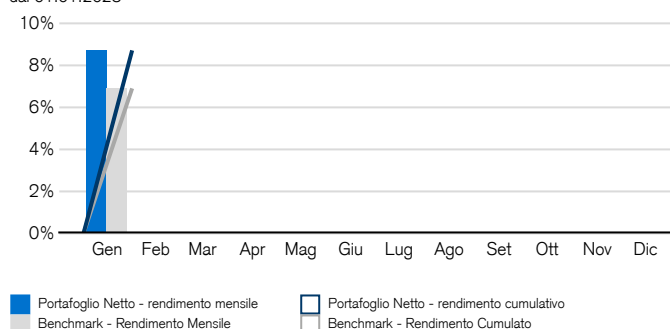 10%
8%
6%
4%
2%
0%
Gen Feb Mar Apr Mag Giu Lug Ago Set Ott Nov Dic
Portafoglio Netto - rendimento mensile Portafoglio Netto - rendimento cumulativo
Benchmark - Rendimento Mensile Benchmark - Rendimento Cumulato